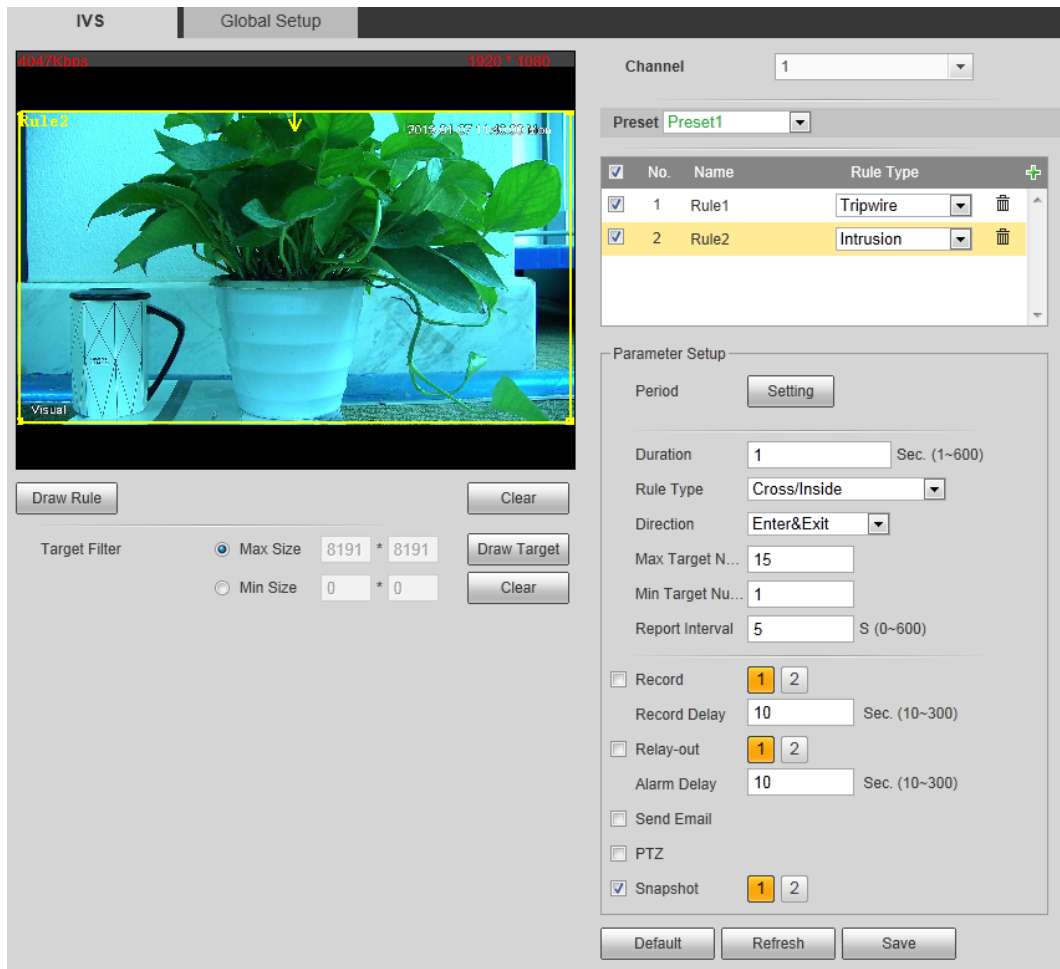 IVS Global Setup
4047Kbps 1920 * 1080
Rule2
Visual
Draw Rule Clear
Target Filter Max Size 8191 * 8191 Draw Target
Min Size 0 * 0 Clear
Channel 1
Preset Preset1
No. Name Rule Type
1 Rule1 Tripwire
2 Rule2 Intrusion
Parameter Setup
Period Setting
Duration 1 Sec. (1~600)
Rule Type Cross/Inside
Direction Enter&Exit
Max Target N... 15
Min Target Nu... 1
Report Interval 5 S (0~600)
Record 1 2
Record Delay 10 Sec. (10~300)
Relay-out 1 2
Alarm Delay 10 Sec. (10~300)
Send Email
PTZ
Snapshot 1 2
Default Refresh Save